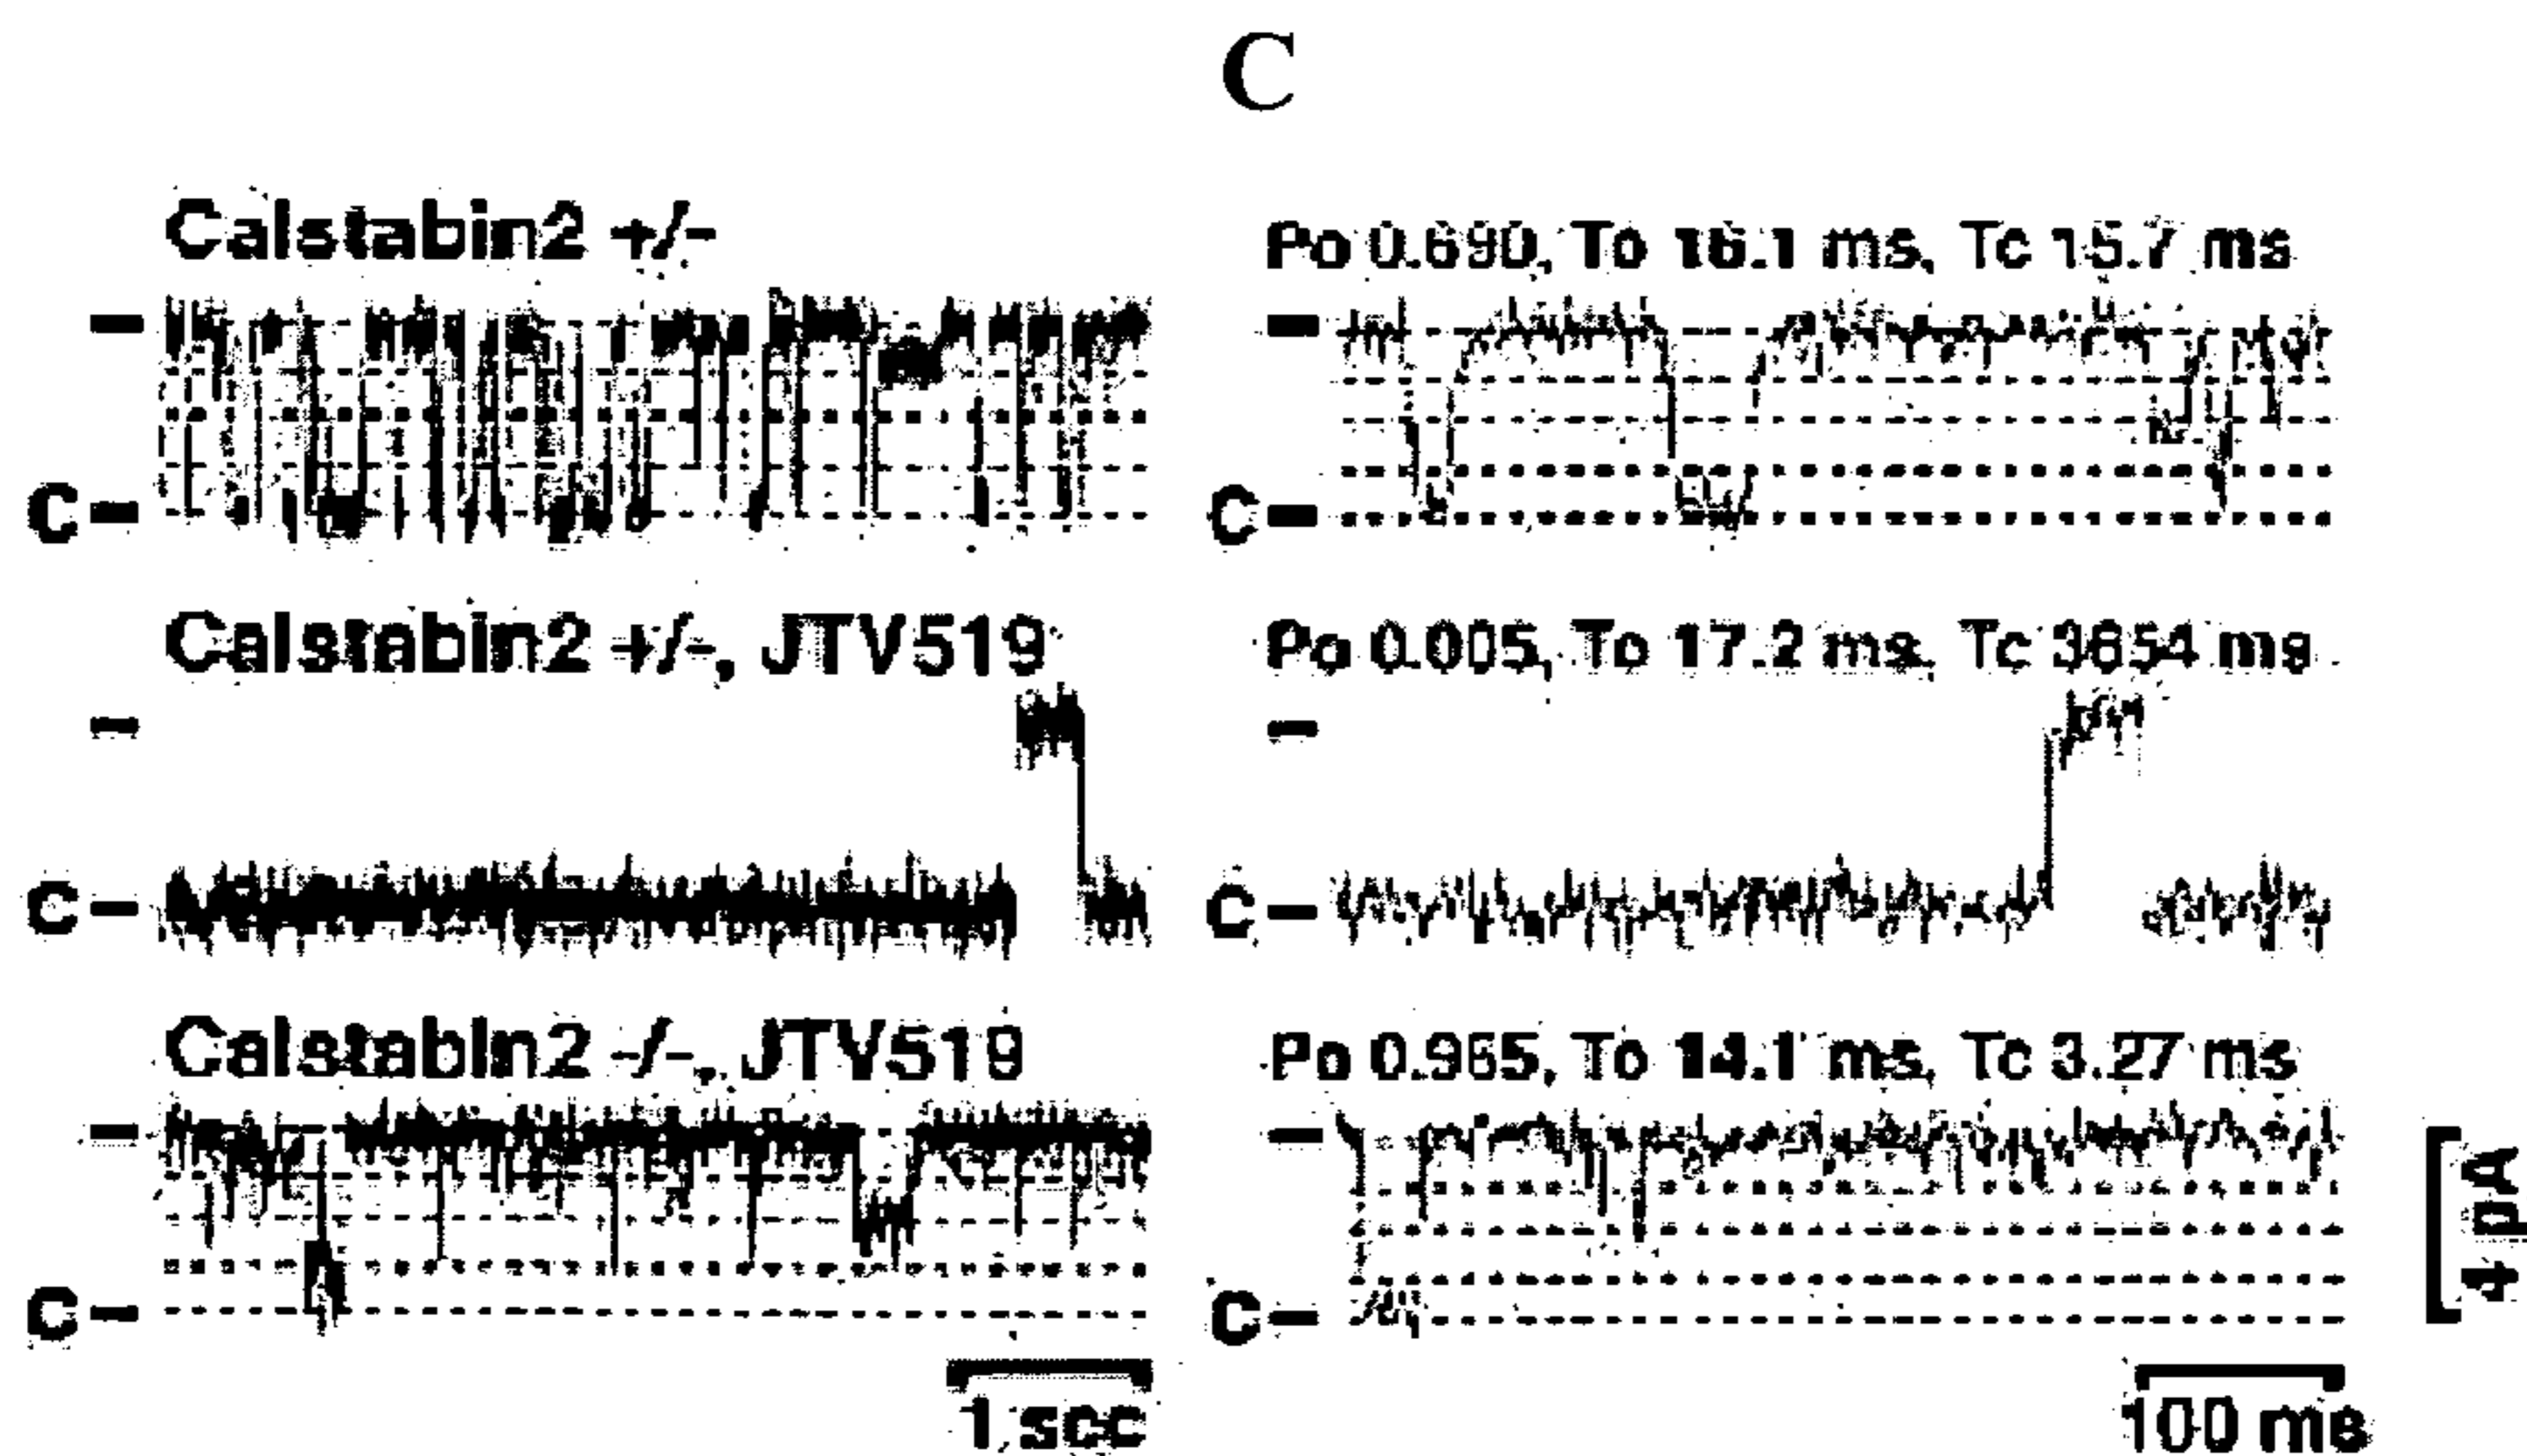 C
Calstabin2 +/-
Po 0.690, To 16.1 ms, Tc 15.7 ms
C
C
Calstabin2 +/-, JTV519
Po 0.005, To 17.2 ms, Tc 3654 ms
C
C
Calstabin2 -/-, JTV519
Po 0.965, To 14.1 ms, Tc 3.27 ms
C
C
4 pA
1 sec
100 ms